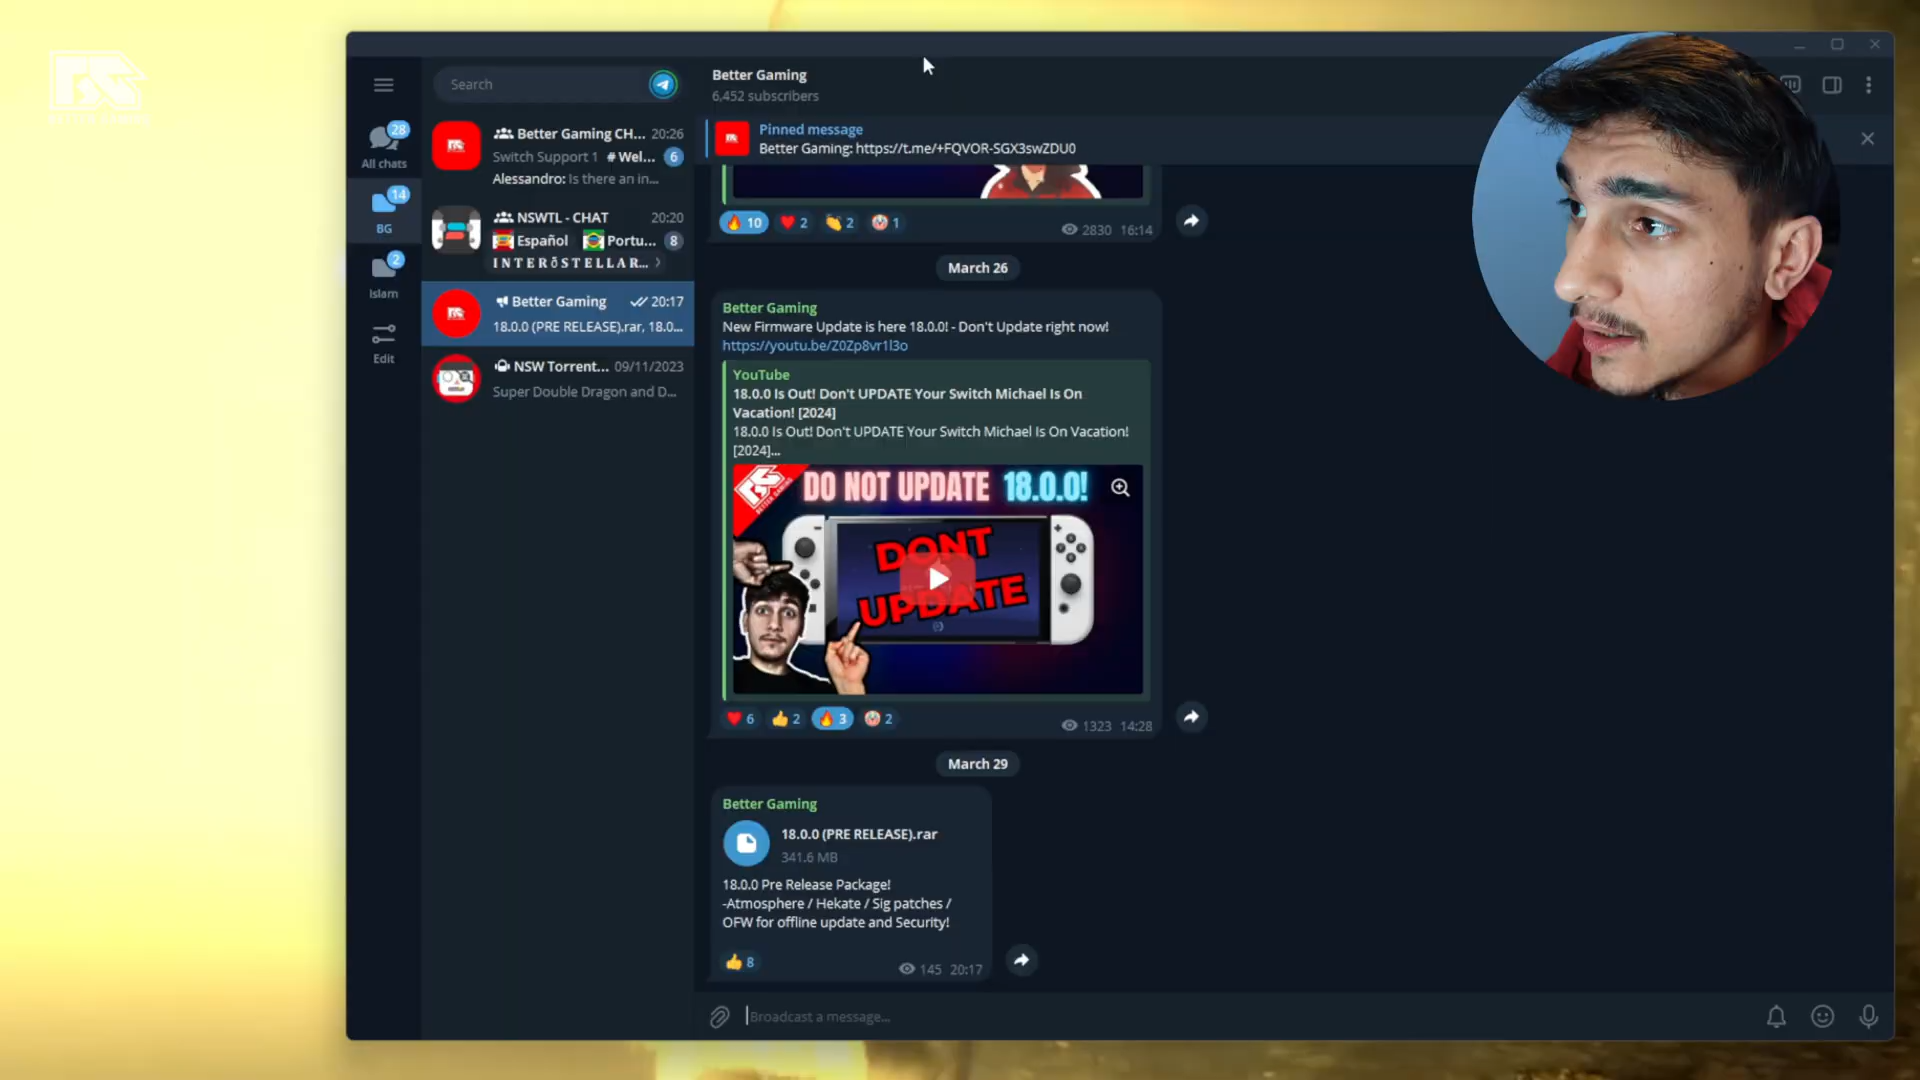 BETTER GAMING
Search
28
All chats
14
BG
2
Islam
Edit
Better Gaming CH... 20:26
Switch Support 1 # Wel... 6
Alessandro: Is there an in...
NSWTL - CHAT 20:20
Español Portu... 8
INTERŏSTELLAR...
Better Gaming 20:17
18.0.0 (PRE RELEASE).rar, 18.0...
NSW Torrent... 09/11/2023
Super Double Dragon and D...
Better Gaming
6,452 subscribers
Pinned message
Better Gaming: https://t.me/+FQVOR-SGX3swZDU0
10 2 2 1
2830 16:14
March 26
Better Gaming
New Firmware Update is here 18.0.0! - Don't Update right now!
https://youtu.be/Z0Zp8vr1l3o
YouTube
18.0.0 Is Out! Don't UPDATE Your Switch Michael Is On
Vacation! [2024]
18.0.0 Is Out! Don't UPDATE Your Switch Michael Is On Vacation!
[2024]...
DO NOT UPDATE 18.0.0!
BETTER GAMING
DONT
UPDATE
6 2 3 2
1323 14:28
March 29
Better Gaming
18.0.0 (PRE RELEASE).rar
341.6 MB
18.0.0 Pre Release Package!
-Atmosphere / Hekate / Sig patches /
OFW for offline update and Security!
8
145 20:17
Broadcast a message...